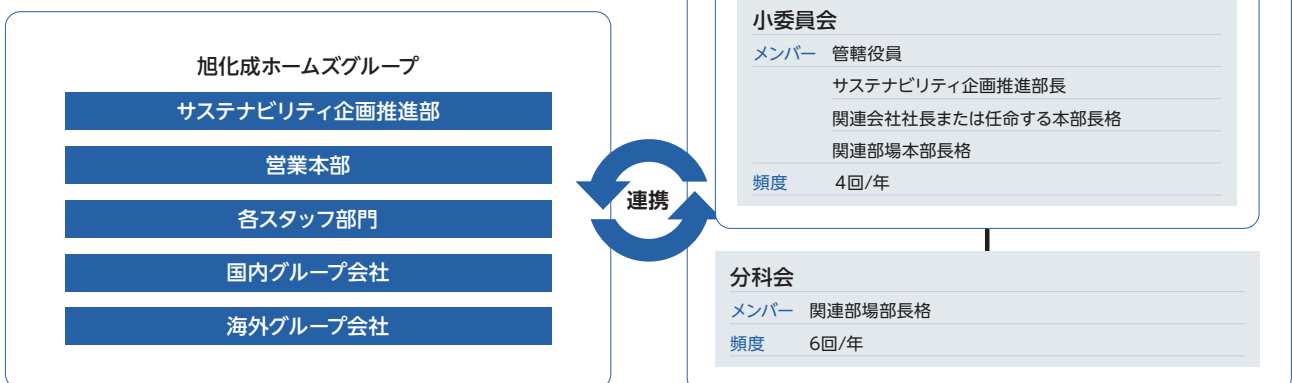 旭化成ホームズグループ
サステナビリティ企画推進部
営業本部
各スタッフ部門
国内グループ会社
海外グループ会社
連携
小委員会
メンバー 管轄役員
サステナビリティ企画推進部長
関連会社社長または任命する本部長格
関連部場本部長格
頻度 4回/年
分科会
メンバー 関連部場部長格
頻度 6回/年